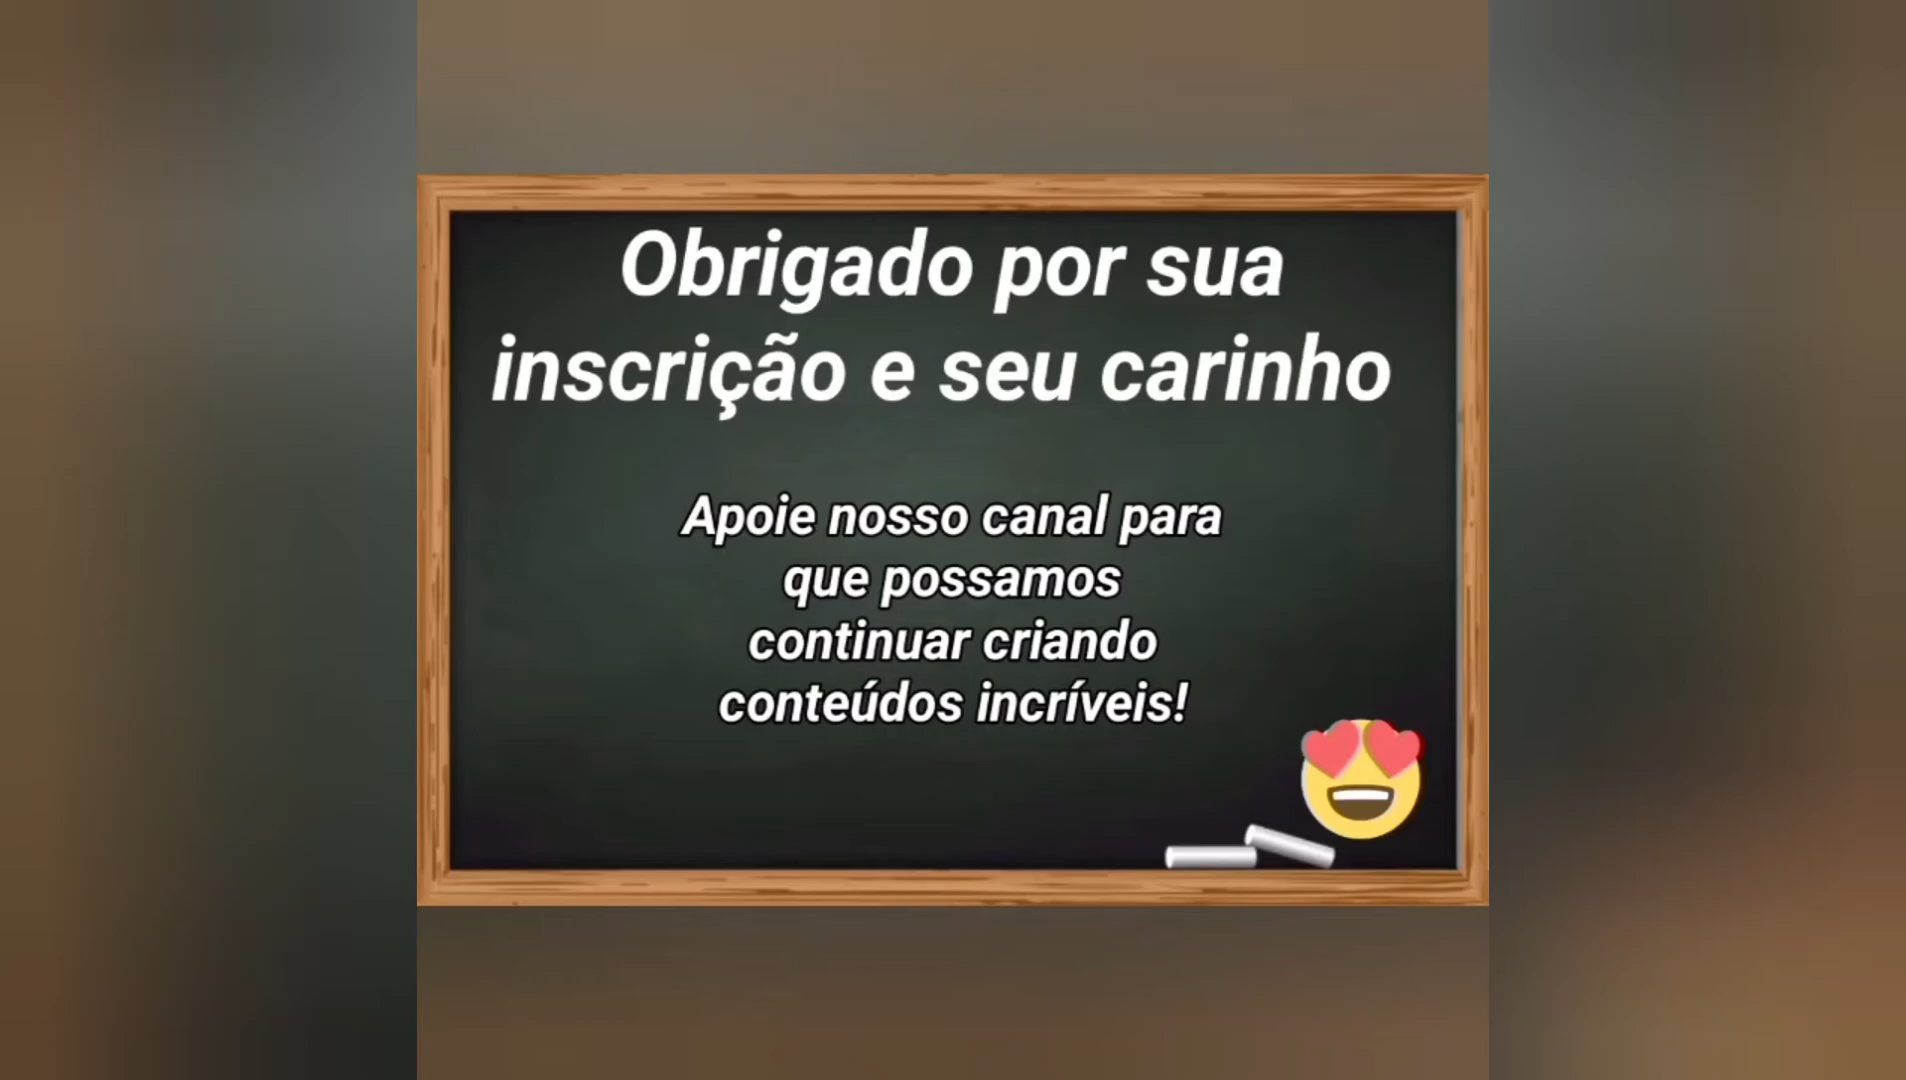 Obrigado por sua
inscrição e seu carinho
Apoie nosso canal para
que possamos
continuar criando
conteúdos incríveis!